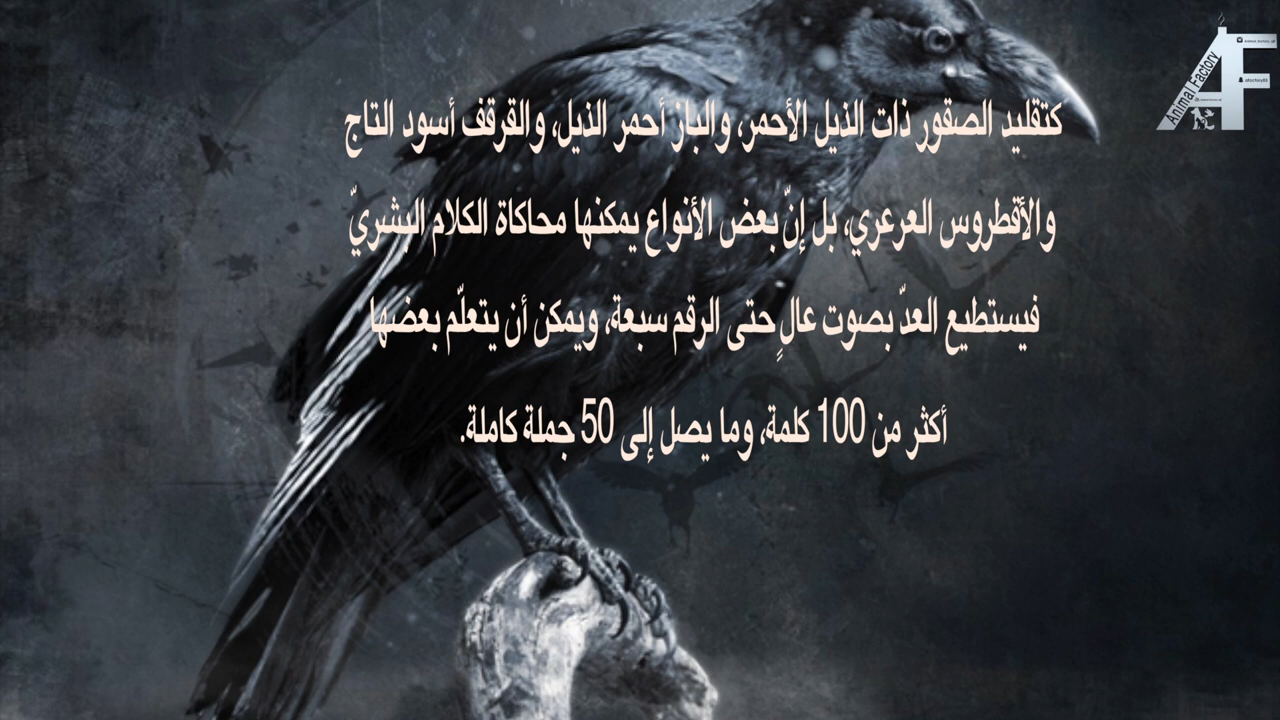 كتقليد الصقور ذات الذيل الأحمر، والباز أحمر الذيل، والقرقف أسود التاج
والأقطروس العرعري، بل إنّ بعض الأنواع يمكنها محاكاة الكلام البشريّ
فيستطيع العدّ بصوت عالٍ حتى الرقم سبعة، ويمكن أن يتعلّم بعضها
أكثر من 100 كلمة، وما يصل إلى 50 جملة كاملة.
AF
Animal Factory